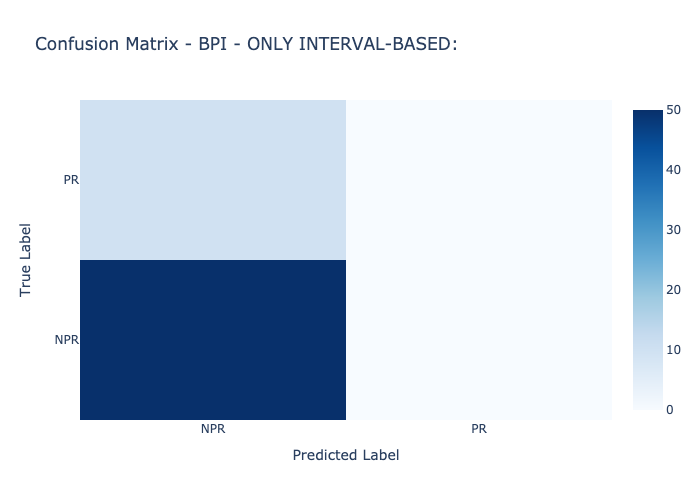 Confusion Matrix - BPI - ONLY INTERVAL-BASED:
50
40
30
20
10
0
True Label
PR
NPR
NPR
PR
Predicted Label